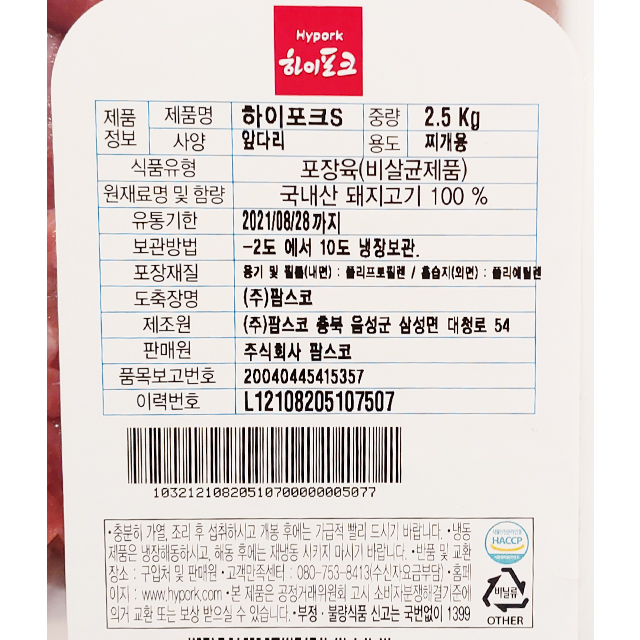 Hypork
하이포크
제품 정보 제품명 하이포크S 중량 2.5 Kg
사양 앞다리 용도 찌개용
식품유형 포장육(비살균제품)
원재료명 및 함량 국내산 돼지고기 100 %
유통기한 2021/08/28까지
보관방법 -2도 에서 10도 냉장보관.
포장재질 용기 및 필름(내면) : 폴리프로필렌 / 흡습지(외면) : 폴리에틸렌
도축장명 (주)팜스코
제조원 (주)팜스코 충북 음성군 삼성면 대청로 54
판매원 주식회사 팜스코
품목보고번호 20040445415357
이력번호 L12108205107507
10321210820510700000005077
•충분히 가열, 조리 후 섭취하시고 개봉 후에는 가급적 빨리 드시기 바랍니다. •냉동
제품은 냉장해동하시고, 해동 후에는 재냉동 사키지 마시기 바랍니다. •반품 및 교환
장소 : 구입처 및 판매원 •고객만족센터 : 080-753-8413(수신자요금부담) •홈페
이지 : www.hypork.com •본 제품은 공정거래위원회 고시 소비자분쟁해결기준에
의거 교환 또는 보상 받으실 수 있습니다.•부정·불량식품 신고는 국번없이 1399
HACCP
비닐류
OTHER